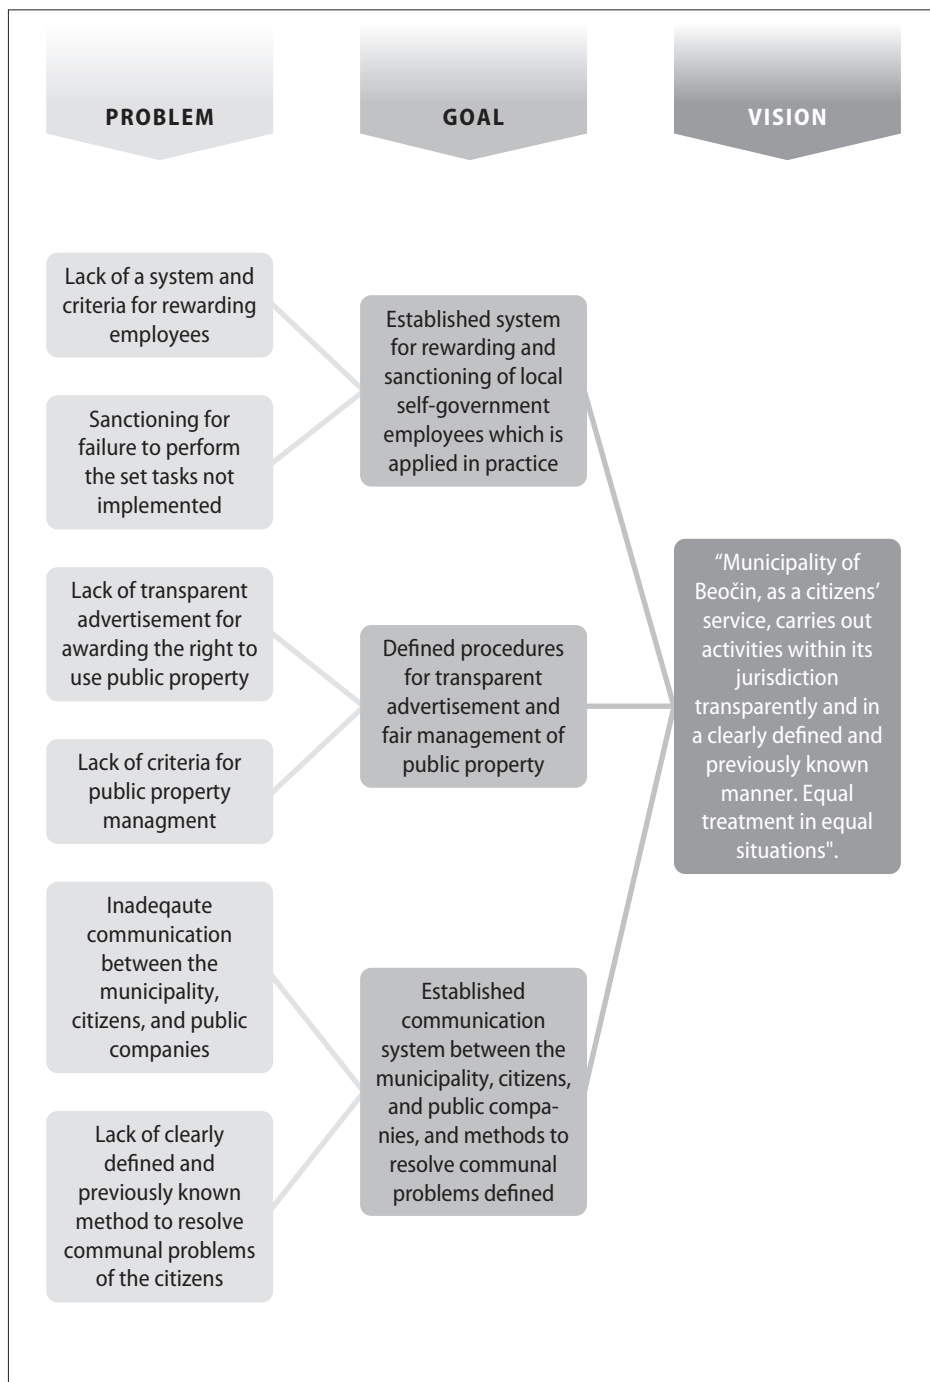 PROBLEM
GOAL
VISION
Lack of a system and
criteria for rewarding
employees
Sanctioning for
failure to perform
the set tasks not
implemented
Lack of transparent
advertisement for
awarding the right to
use public property
Lack of criteria for
public property
managment
Inadeqaute
communication
between the
municipality,
citizens, and public
companies
Lack of clearly
defined and
previously known
method to resolve
communal problems
of the citizens
Established system
for rewarding and
sanctioning of local
self-government
employees which is
applied in practice
Defined procedures
for transparent
advertisement and
fair management of
public property
Established
communication
system between the
municipality, citizens,
and public compa-
nies, and methods to
resolve communal
problems defined
“Municipality of
Beočin, as a citizens’
service, carries out
activities within its
jurisdiction
transparently and in
a clearly defined and
previously known
manner. Equal
treatment in equal
situations".